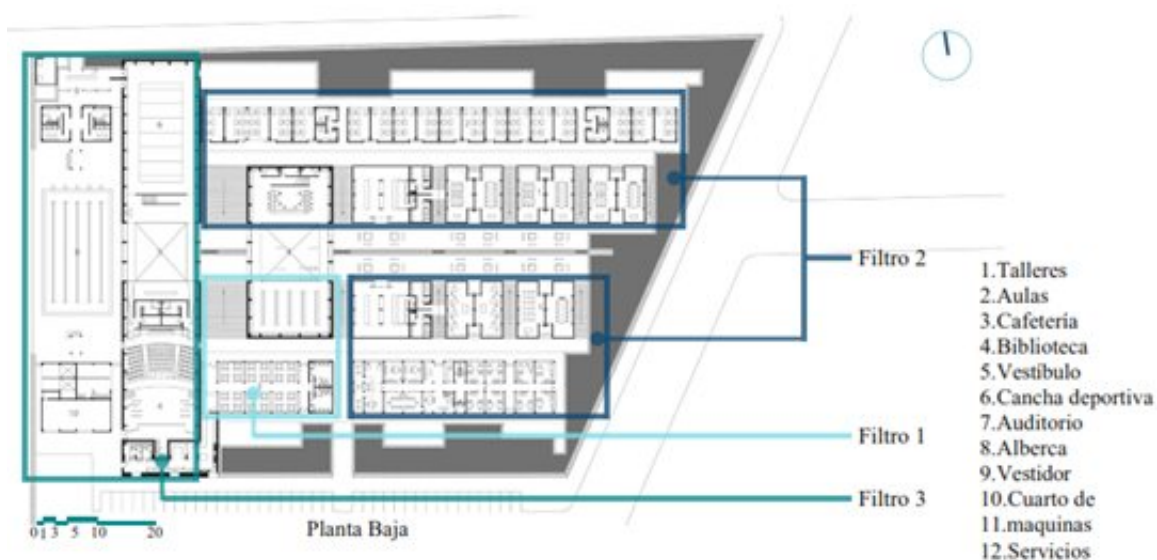 Filtro 2
1.Talleres
2.Aulas
3.Cafetería
4.Biblioteca
5.Vestíbulo
6.Cancha deportiva
7.Auditorio
8.Alberca
9.Vestidor
10.Cuarto de
11.maquinas
12.Servicios
Filtro 1
Filtro 3
Planta Baja
0 1 3 5 10 20